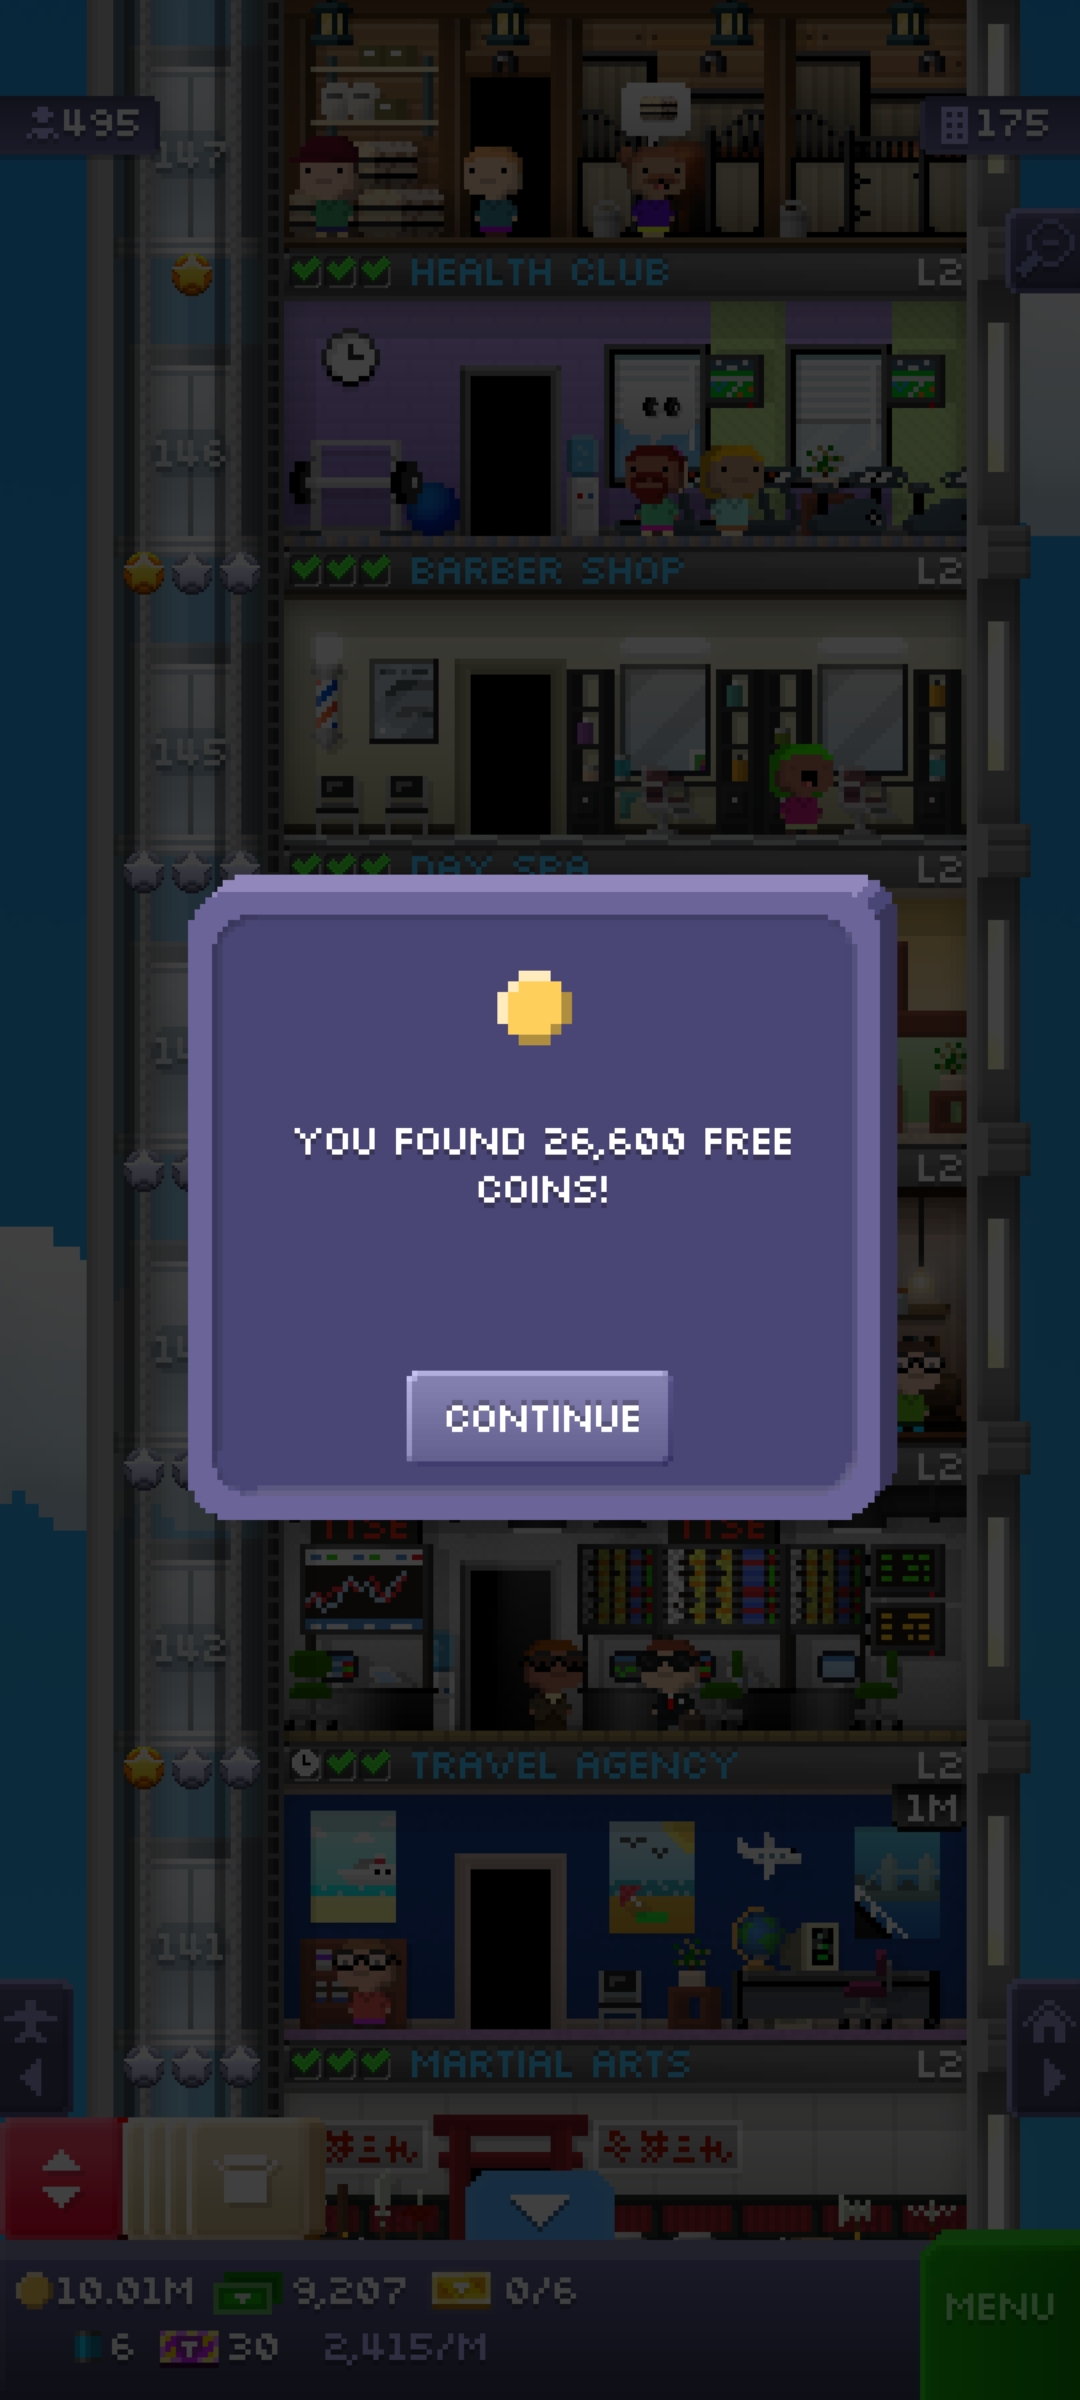 495
175
147
HEALTH CLUB L2
146
BARBER SHOP L2
145
DAY SPA L2
YOU FOUND 26,600 FREE
COINS!
L2
CONTINUE
L2
142
TRAVEL AGENCY L2
1M
141
MARTIAL ARTS L2
10.01M 9,207 0/6
MENU
6 30 2,415/M